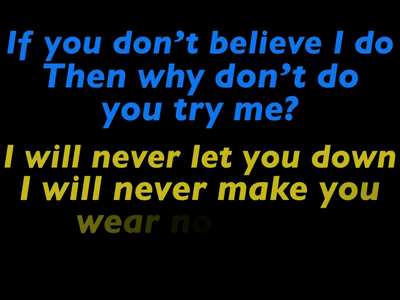 If you don't believe I do
Then why don't do
you try me?
I will never let you down
I will never make you
wear no